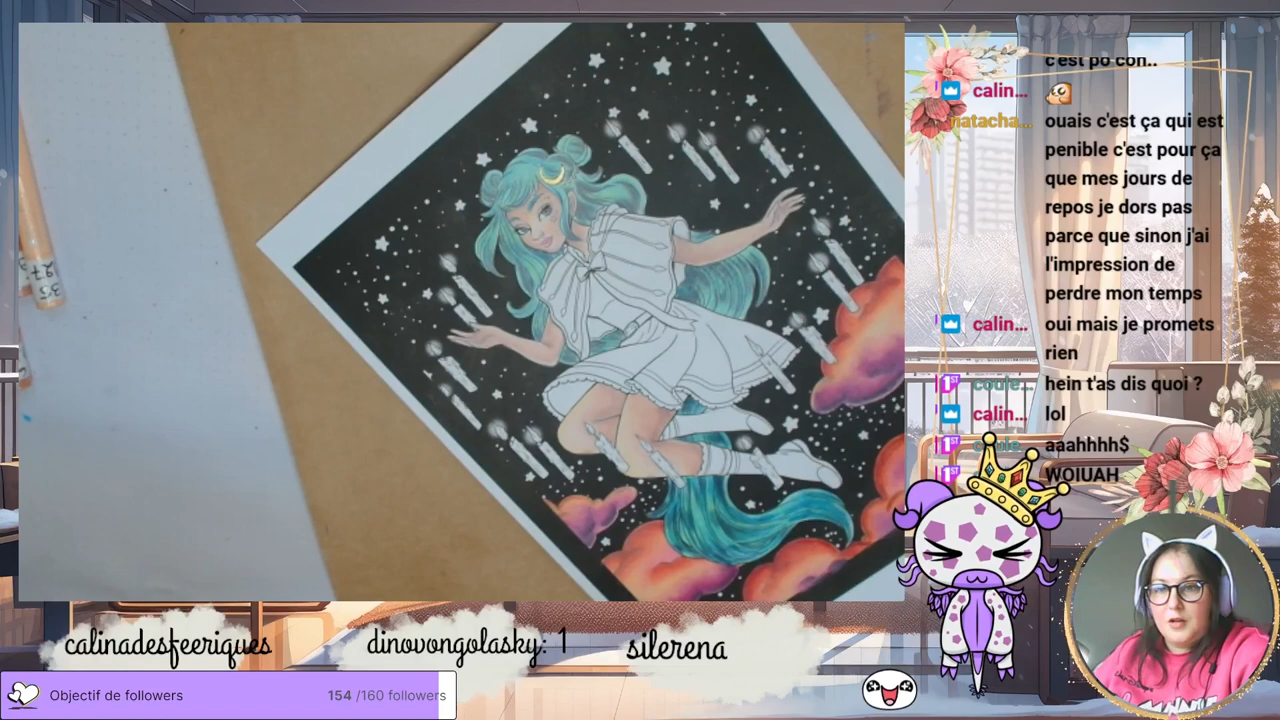 c'est po con..
calin...
natacha... ouais c'est ça qui est
penible c'est pour ça
que mes jours de
repos je dors pas
parce que sinon j'ai
l'impression de
perdre mon temps
calin... oui mais je promets
rien
coule... hein t'as dis quoi ?
calin... lol
coule... aaahhhh$
WOIUAH
calinadesfeeriques
dinovongolasky: 1
silerena
Objectif de followers
154 /160 followers